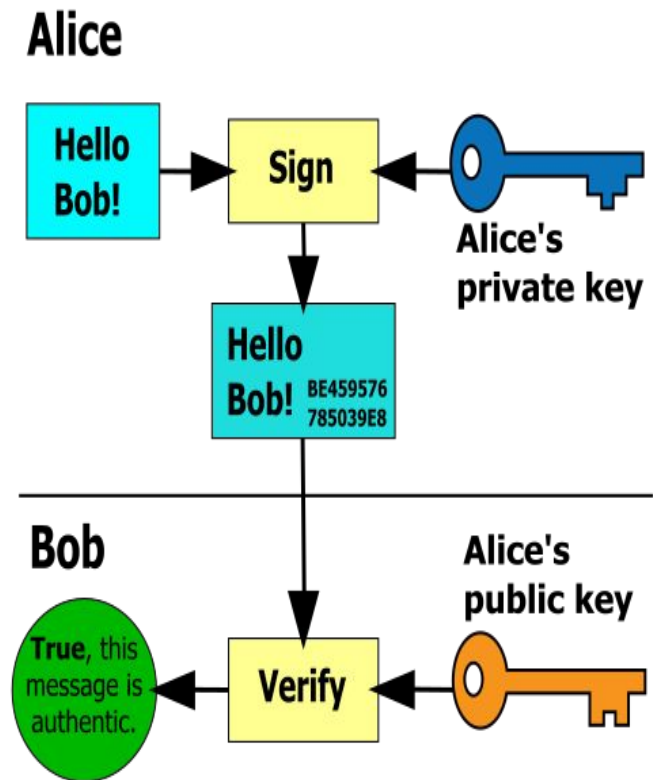 Alice
Hello
Bob!
Sign
Alice's
private key
Hello
Bob!
BE459576
785039E8
Bob
Alice's
public key
True, this
message is
authentic.
Verify